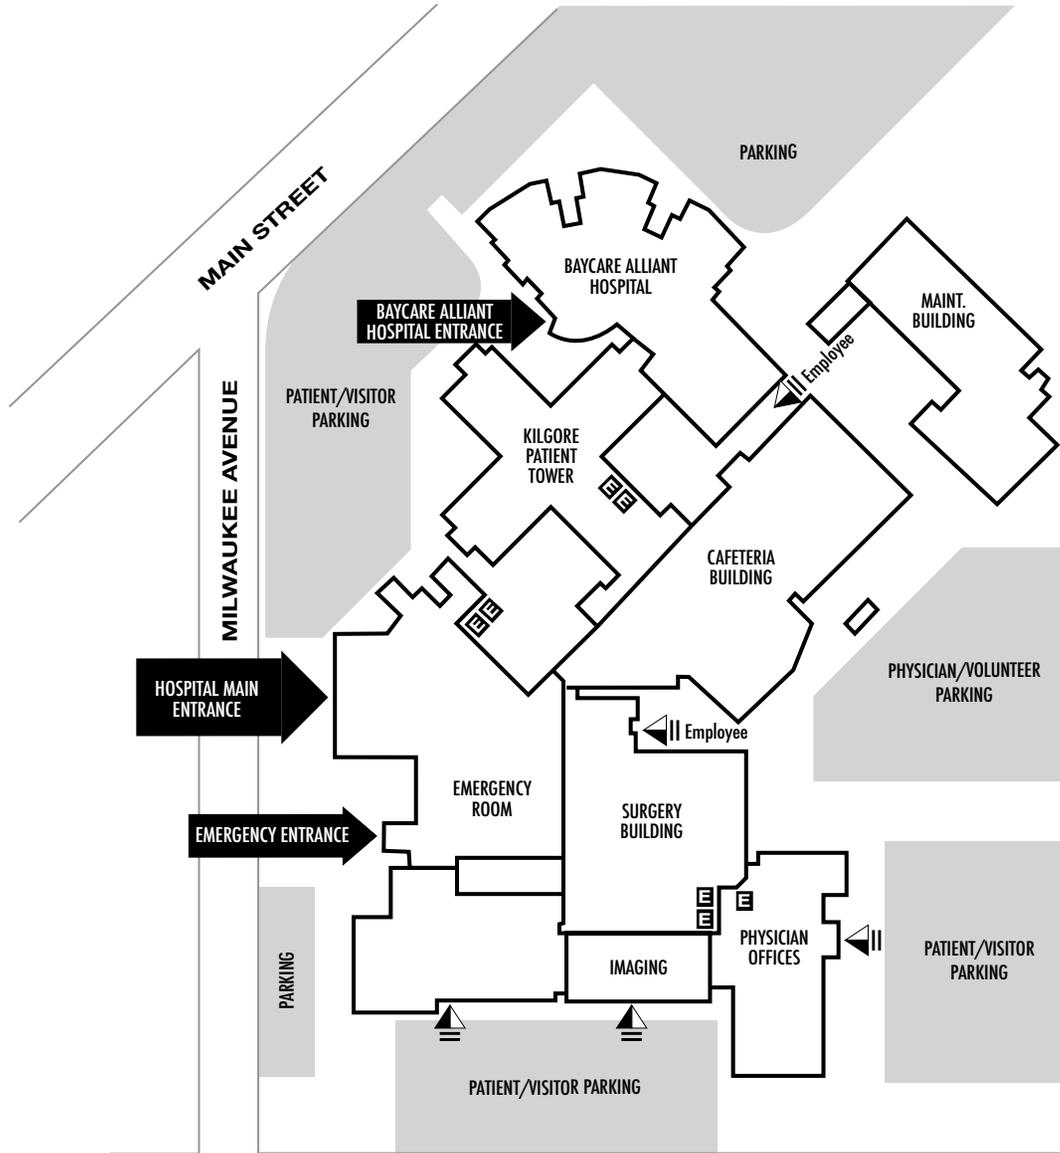 MAIN STREET
PARKING
BAYCARE ALLIANT
HOSPITAL
MAINT.
BUILDING
BAYCARE ALLIANT
HOSPITAL ENTRANCE
Employee
PATIENT/VISITOR
PARKING
MILWAUKEE AVENUE
KILGORE
PATIENT
TOWER
E
E
CAFETERIA
BUILDING
E
E
PHYSICIAN/VOLUNTEER
PARKING
HOSPITAL MAIN
ENTRANCE
Employee
EMERGENCY
ROOM
SURGERY
BUILDING
EMERGENCY ENTRANCE
E
E
E
PHYSICIAN
OFFICES
PATIENT/VISITOR
PARKING
IMAGING
PARKING
PATIENT/VISITOR PARKING